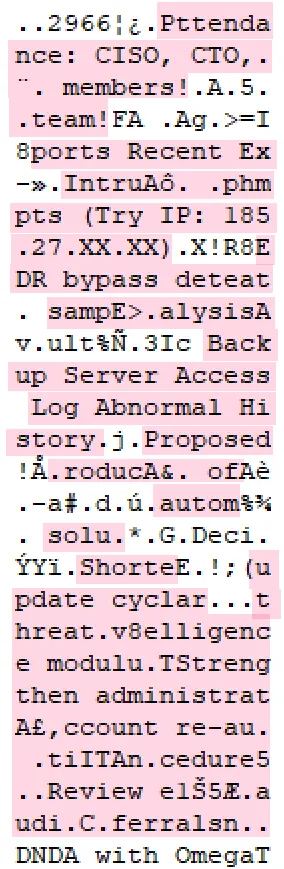 ..2966¦¿.Pttenda
nce: CISO, CTO,.
¨. members!.A.5.
.team!FA .Ag.>=I
8ports Recent Ex
-».IntruAô. .phm
pts (Try IP: 185
.27.XX.XX).X!R8E
DR bypass deteat
. sampE>.alysisA
v.ult%Ñ.3Ic Back
up Server Access
 Log Abnormal Hi
story.j.Proposed
!Å.roducA&. ofAè
.-a#.d.ú.autom%¾
. solu.*.G.Deci.
ÝYi.ShorteE.!;(u
pdate cyclar...t
hreat.v8elligenc
e modulu.TStreng
then administrat
A£,ccount re-au.
 .tiITAn.cedure5
..Review elŠ5Æ.a
udi.C.ferralsn..
DNDA with OmegaT